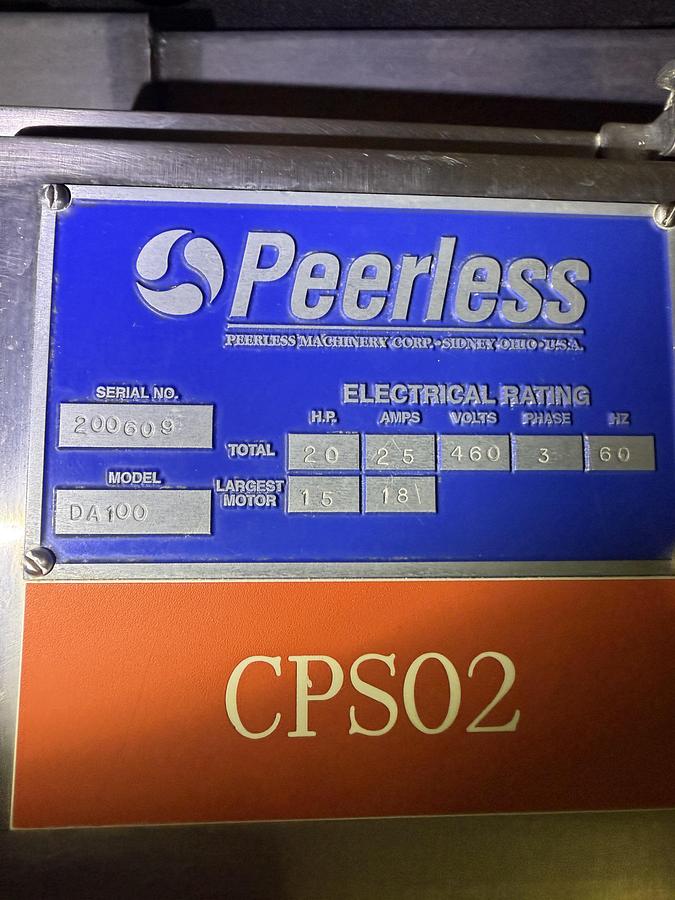 Peerless
PEERLESS MACHINERY CORP. • SIDNEY OHIO • U.S.A.
SERIAL NO.
200609
MODEL
DA100
ELECTRICAL RATING
H.P. AMPS VOLTS PHASE HZ
TOTAL 20 25 460 3 60
LARGEST MOTOR 15 18
CPS02